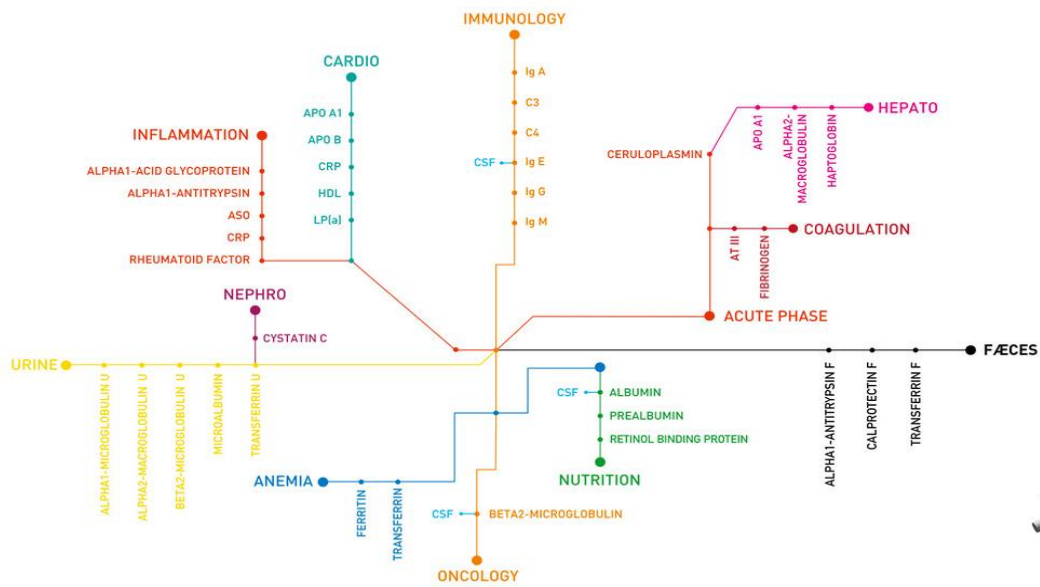 IMMUNOLOGY
Ig A
C3
C4
CSF
Ig E
Ig G
Ig M
CARDIO
APO A1
APO B
CRP
HDL
LP(a)
INFLAMMATION
ALPHA1-ACID GLYCOPROTEIN
ALPHA1-ANTITRYPSIN
ASO
CRP
RHEUMATOID FACTOR
HEPATO
CERULOPLASMIN
APO A1
ALPHA2-
MACROGLOBULIN
HAPTOGLOBIN
COAGULATION
AT III
FIBRINOGEN
ACUTE PHASE
NEPHRO
CYSTATIN C
URINE
ALPHA1-MICROGLOBULIN U
ALPHA2-MACROGLOBULIN U
BETA2-MICROGLOBULIN U
MICROALBUMIN
TRANSFERRIN U
FÆCES
ALPHA1-ANTITRYPSIN F
CALPROTECTIN F
TRANSFERRIN F
CSF
ALBUMIN
PREALBUMIN
RETINOL BINDING PROTEIN
NUTRITION
ANEMIA
FERRITIN
TRANSFERRIN
CSF
BETA2-MICROGLOBULIN
ONCOLOGY